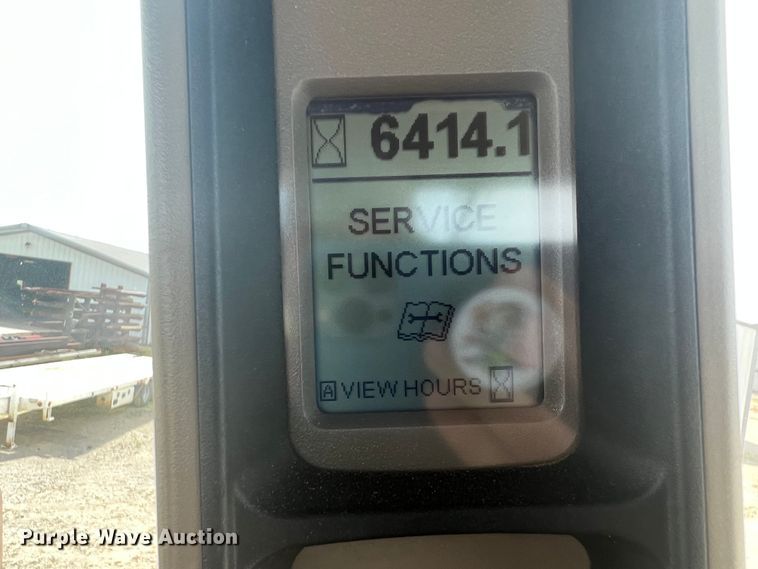 6414.1
SERVICE
FUNCTIONS
A VIEW HOURS
Purple Wave Auction